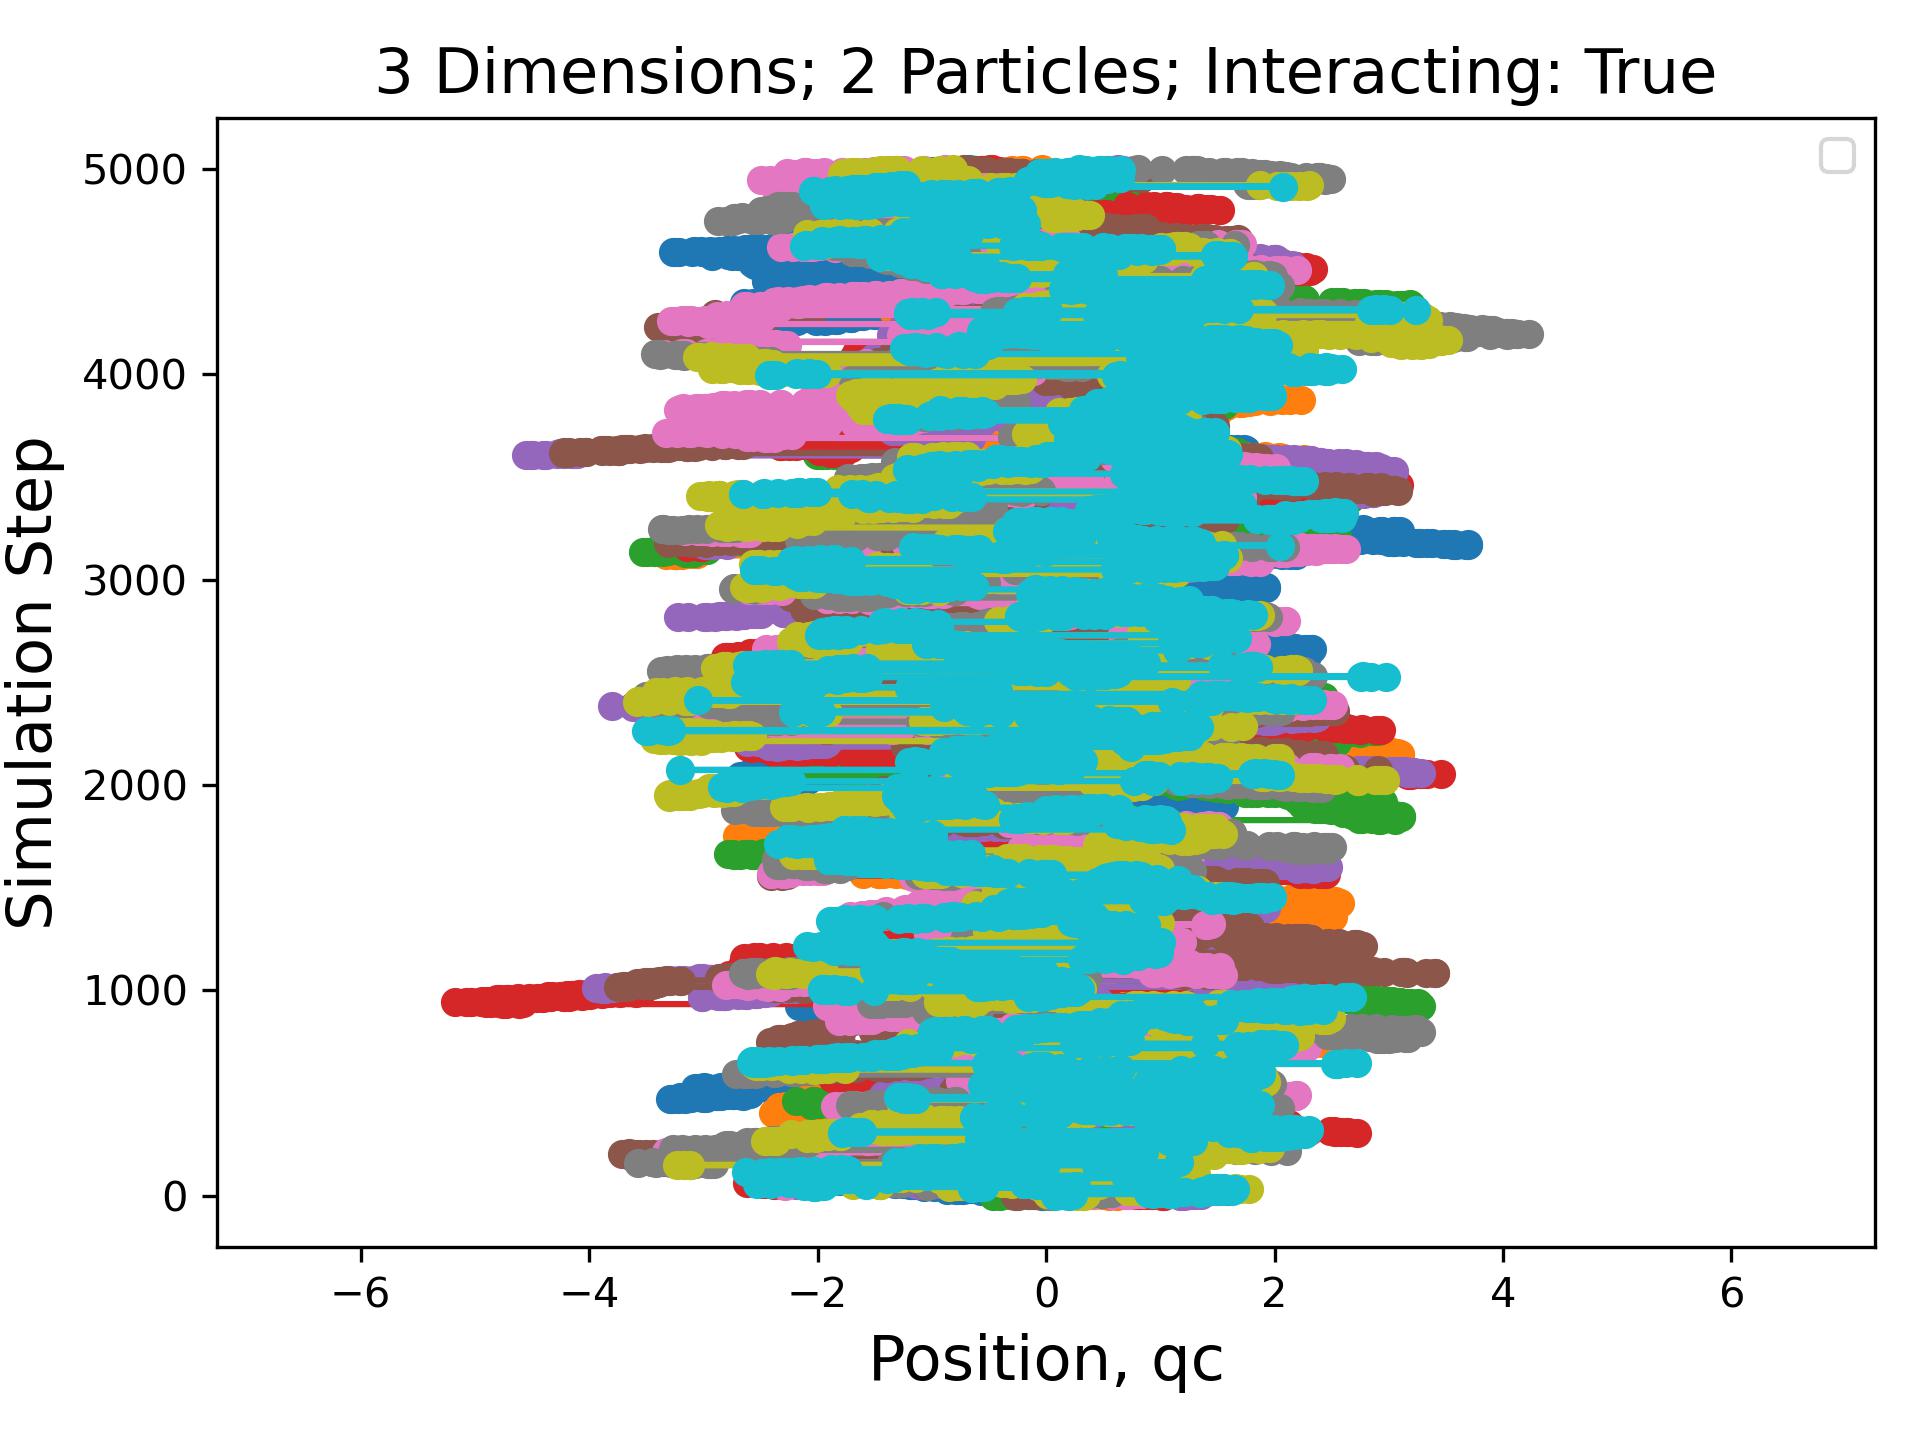 3 Dimensions; 2 Particles; Interacting: True
5000
4000
3000
2000
1000
0
Simulation Step
−6 −4 −2 0 2 4 6
Position, qc